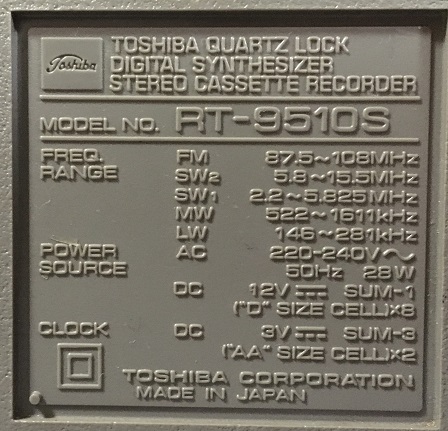 Toshiba
TOSHIBA QUARTZ LOCK
DIGITAL SYNTHESIZER
STEREO CASSETTE RECORDER
MODEL NO. RT-9510S
FREQ. RANGE FM 87.5~108MHz
SW2 5.8~15.5MHz
SW1 2.2~5.825MHz
MW 522~1611kHz
LW 146~281kHz
POWER SOURCE AC 220-240V~
50Hz 28W
DC 12V⎓ SUM-1
("D" SIZE CELL)×8
CLOCK DC 3V⎓ SUM-3
("AA" SIZE CELL)×2
TOSHIBA CORPORATION
MADE IN JAPAN